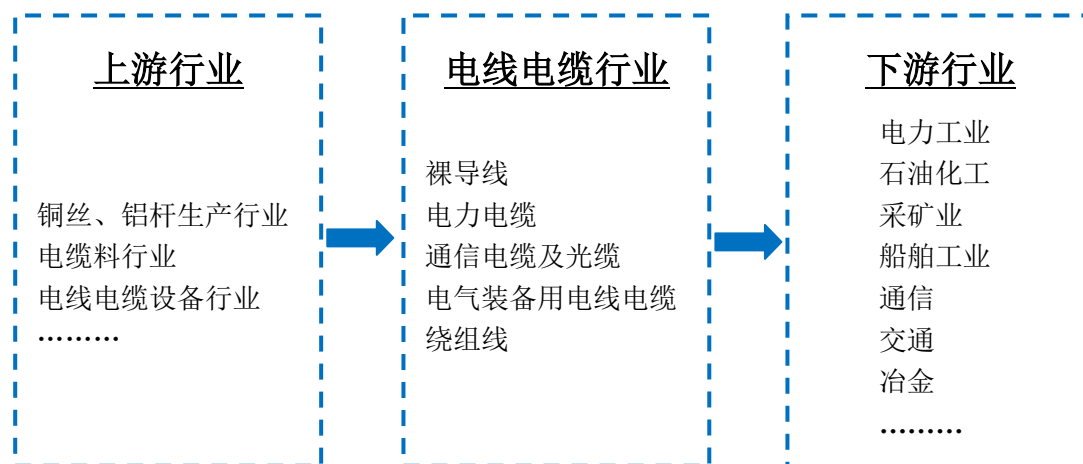 上游行业
铜丝、铝杆生产行业
电缆料行业
电线电缆设备行业
………
电线电缆行业
裸导线
电力电缆
通信电缆及光缆
电气装备用电线电缆
绕组线
下游行业
电力工业
石油化工
采矿业
船舶工业
通信
交通
冶金
………